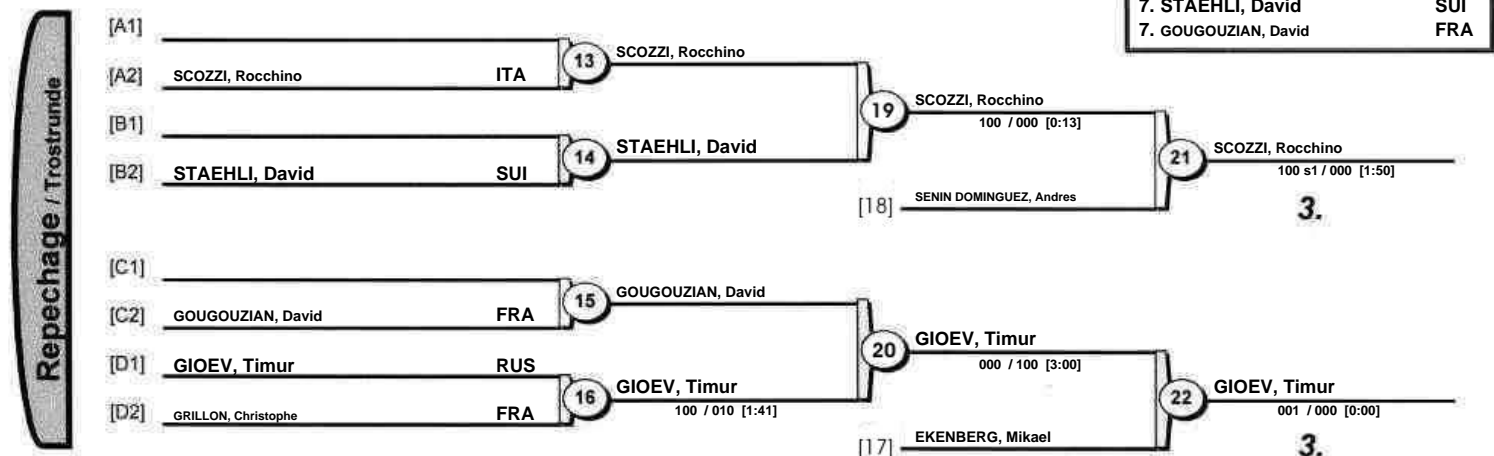 7. STAEHLI, David SUI
7. GOUGOUZIAN, David FRA
Repechage / Trostrunde
[A1]
[A2] SCOZZI, Rocchino ITA
13 SCOZZI, Rocchino
[B1]
[B2] STAEHLI, David SUI
14 STAEHLI, David
19 SCOZZI, Rocchino
100 / 000 [0:13]
[18] SENIN DOMINGUEZ, Andres
21 SCOZZI, Rocchino
100 s1 / 000 [1:50]
3.
[C1]
[C2] GOUGOUZIAN, David FRA
15 GOUGOUZIAN, David
[D1] GIOEV, Timur RUS
[D2] GRILLON, Christophe FRA
16 GIOEV, Timur
100 / 010 [1:41]
20 GIOEV, Timur
000 / 100 [3:00]
[17] EKENBERG, Mikael
22 GIOEV, Timur
001 / 000 [0:00]
3.